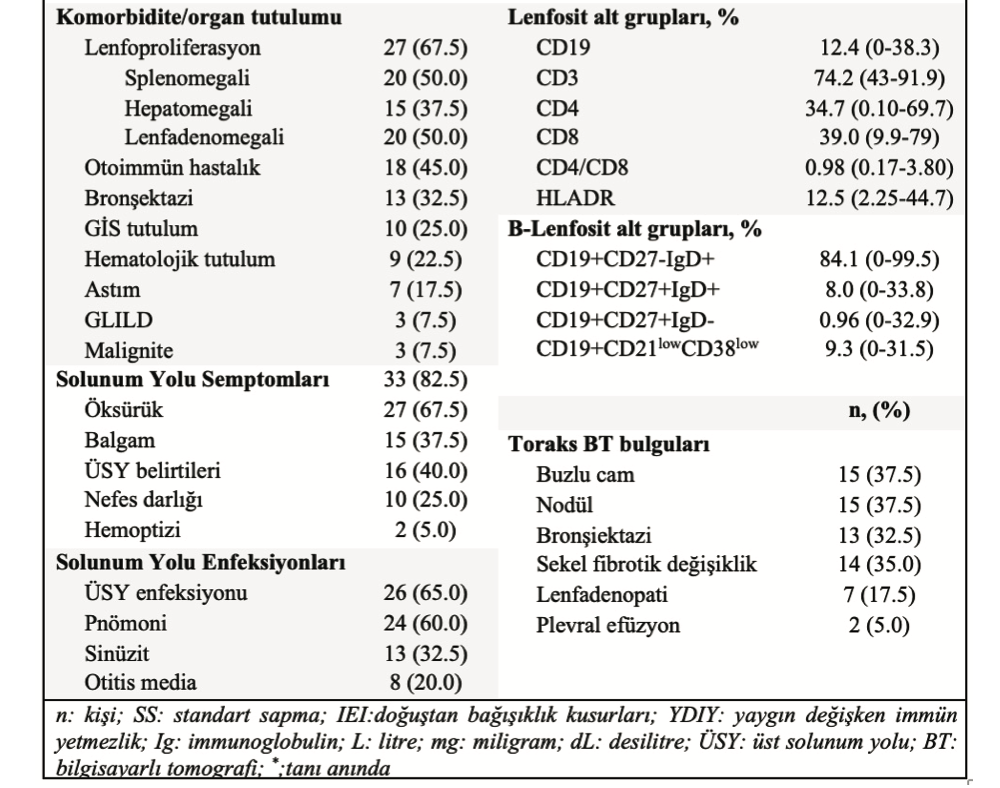 Komorbidite/organ tutulumu
Lenfoproliferasyon 27 (67.5)
Splenomegali 20 (50.0)
Hepatomegali 15 (37.5)
Lenfadenomegali 20 (50.0)
Otoimmün hastalık 18 (45.0)
Bronşektazi 13 (32.5)
GİS tutulum 10 (25.0)
Hematolojik tutulum 9 (22.5)
Astım 7 (17.5)
GLILD 3 (7.5)
Malignite 3 (7.5)
Solunum Yolu Semptomları 33 (82.5)
Öksürük 27 (67.5)
Balgam 15 (37.5)
ÜSY belirtileri 16 (40.0)
Nefes darlığı 10 (25.0)
Hemoptizi 2 (5.0)
Solunum Yolu Enfeksiyonları
ÜSY enfeksiyonu 26 (65.0)
Pnömoni 24 (60.0)
Sinüzit 13 (32.5)
Otitis media 8 (20.0)
Lenfosit alt grupları, %
CD19 12.4 (0-38.3)
CD3 74.2 (43-91.9)
CD4 34.7 (0.10-69.7)
CD8 39.0 (9.9-79)
CD4/CD8 0.98 (0.17-3.80)
HLADR 12.5 (2.25-44.7)
B-Lenfosit alt grupları, %
CD19+CD27-IgD+ 84.1 (0-99.5)
CD19+CD27+IgD+ 8.0 (0-33.8)
CD19+CD27+IgD- 0.96 (0-32.9)
CD19+CD21lowCD38low 9.3 (0-31.5)
n, (%)
Toraks BT bulguları
Buzlu cam 15 (37.5)
Nodül 15 (37.5)
Bronşiektazi 13 (32.5)
Sekel fibrotik değişiklik 14 (35.0)
Lenfadenopati 7 (17.5)
Plevral efüzyon 2 (5.0)
n: kişi; SS: standart sapma; IEI:doğuştan bağışıklık kusurları; YDIY: yaygın değişken immün
yetmezlik; Ig: immunoglobulin; L: litre; mg: miligram; dL: desilitre; ÜSY: üst solunum yolu; BT:
bilgisayarlı tomografi; *;tanı anında